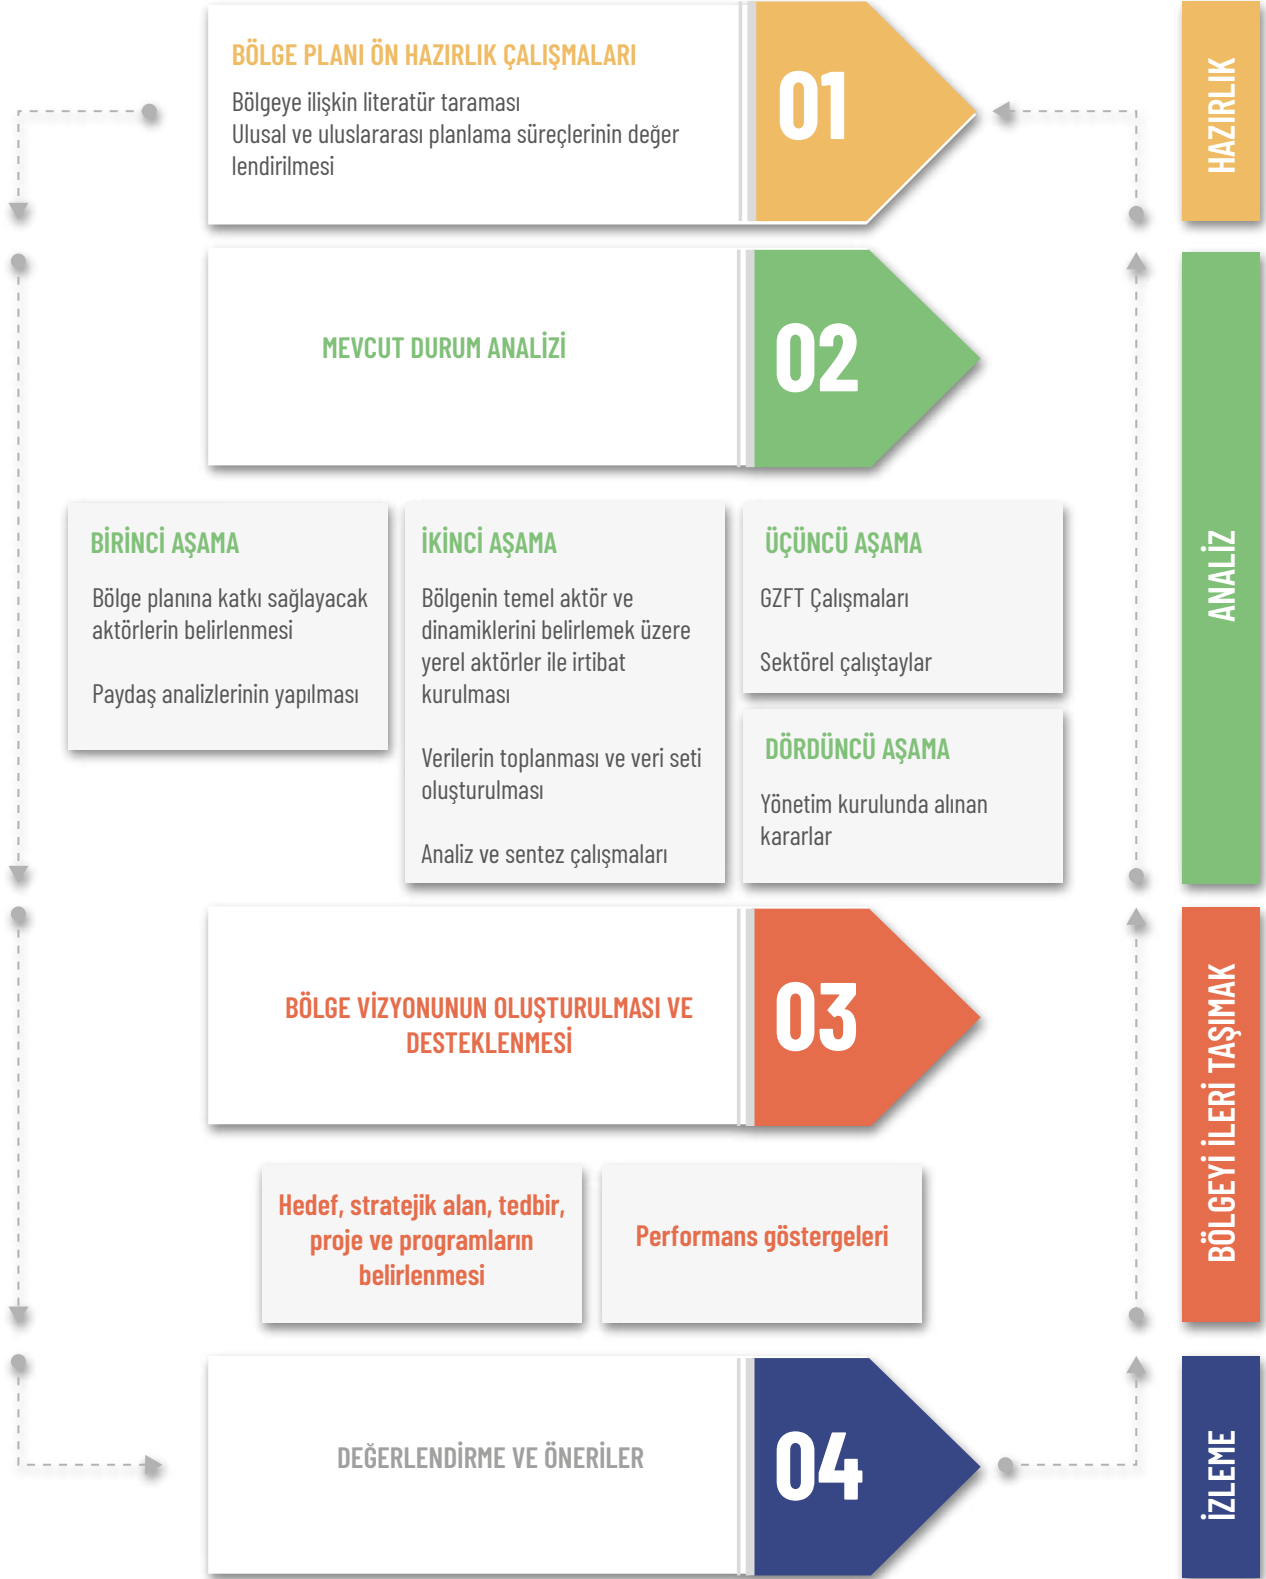 BÖLGE PLANI ÖN HAZIRLIK ÇALIŞMALARI
Bölgeye ilişkin literatür taraması
Ulusal ve uluslararası planlama süreçlerinin değer
lendirilmesi
01
HAZIRLIK
MEVCUT DURUM ANALİZİ
02
ANALİZ
BİRİNCİ AŞAMA
Bölge planına katkı sağlayacak
aktörlerin belirlenmesi
Paydaş analizlerinin yapılması
İKİNCİ AŞAMA
Bölgenin temel aktör ve
dinamiklerini belirlemek üzere
yerel aktörler ile irtibat
kurulması
Verilerin toplanması ve veri seti
oluşturulması
Analiz ve sentez çalışmaları
ÜÇÜNCÜ AŞAMA
GZFT Çalışmaları
Sektörel çalıştaylar
DÖRDÜNCÜ AŞAMA
Yönetim kurulunda alınan
kararlar
BÖLGE VİZYONUNUN OLUŞTURULMASI VE
DESTEKLENMESİ
03
BÖLGEYİ İLERİ TAŞIMAK
Hedef, stratejik alan, tedbir,
proje ve programların
belirlenmesi
Performans göstergeleri
DEĞERLENDİRME VE ÖNERİLER
04
İZLEME